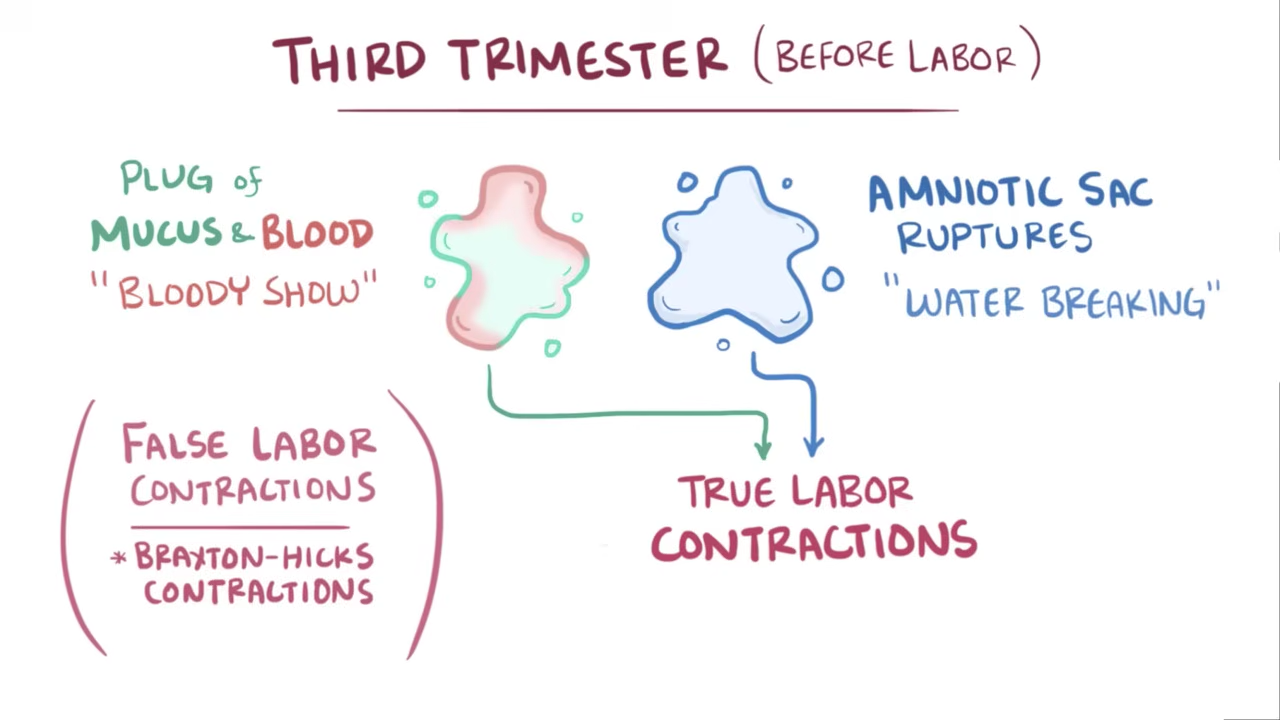 THIRD TRIMESTER (BEFORE LABOR)
PLUG of
MUCUS & BLOOD
"BLOODY SHOW"
AMNIOTIC SAC
RUPTURES
"WATER BREAKING"
FALSE LABOR
CONTRACTIONS
* BRAXTON-HICKS
CONTRACTIONS
TRUE LABOR
CONTRACTIONS